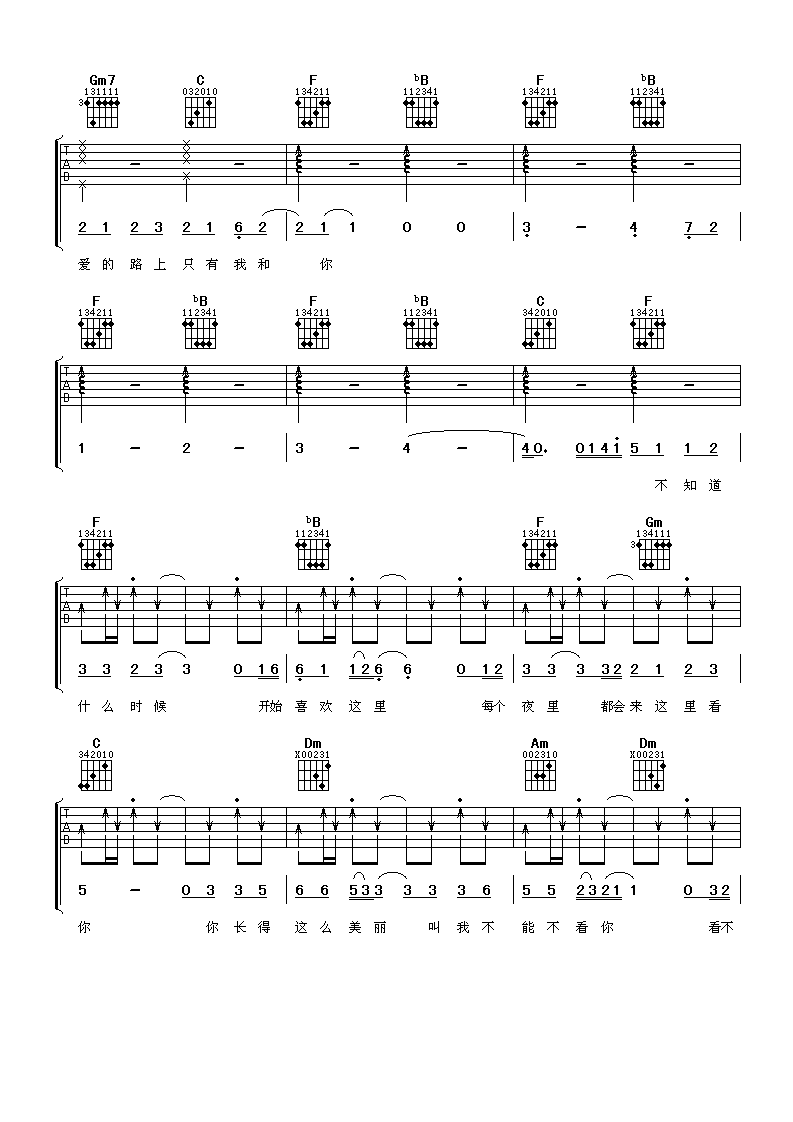 Gm7 C F ᵇB F ᵇB
131111 032010 134211 112341 134211 112341
3
T
A
B
2 1 2 3 2 1 6 2 2 1 1 0 0 3 – 4 7 2
爱的路上只有我和 你
F ᵇB F ᵇB C F
134211 112341 134211 112341 342010 134211
T
A
B
1 – 2 – 3 – 4 – 4 0. 0 1 4 1 5 1 1 2
不知道
F ᵇB F Gm
134211 112341 134211 134111
3
T
A
B
3 3 2 3 3 0 1 6 6 1 1 2 6 6 0 1 2 3 3 3 3 2 2 1 2 3
什么时候 开始喜欢这里 每个夜里 都会来这里看
C Dm Am Dm
342010 X00231 002310 X00231
T
A
B
5 – 0 3 3 5 6 6 5 3 3 3 3 3 6 5 5 2 3 2 1 1 0 3 2
你 你长得这么美丽 叫我不能不看你 看不